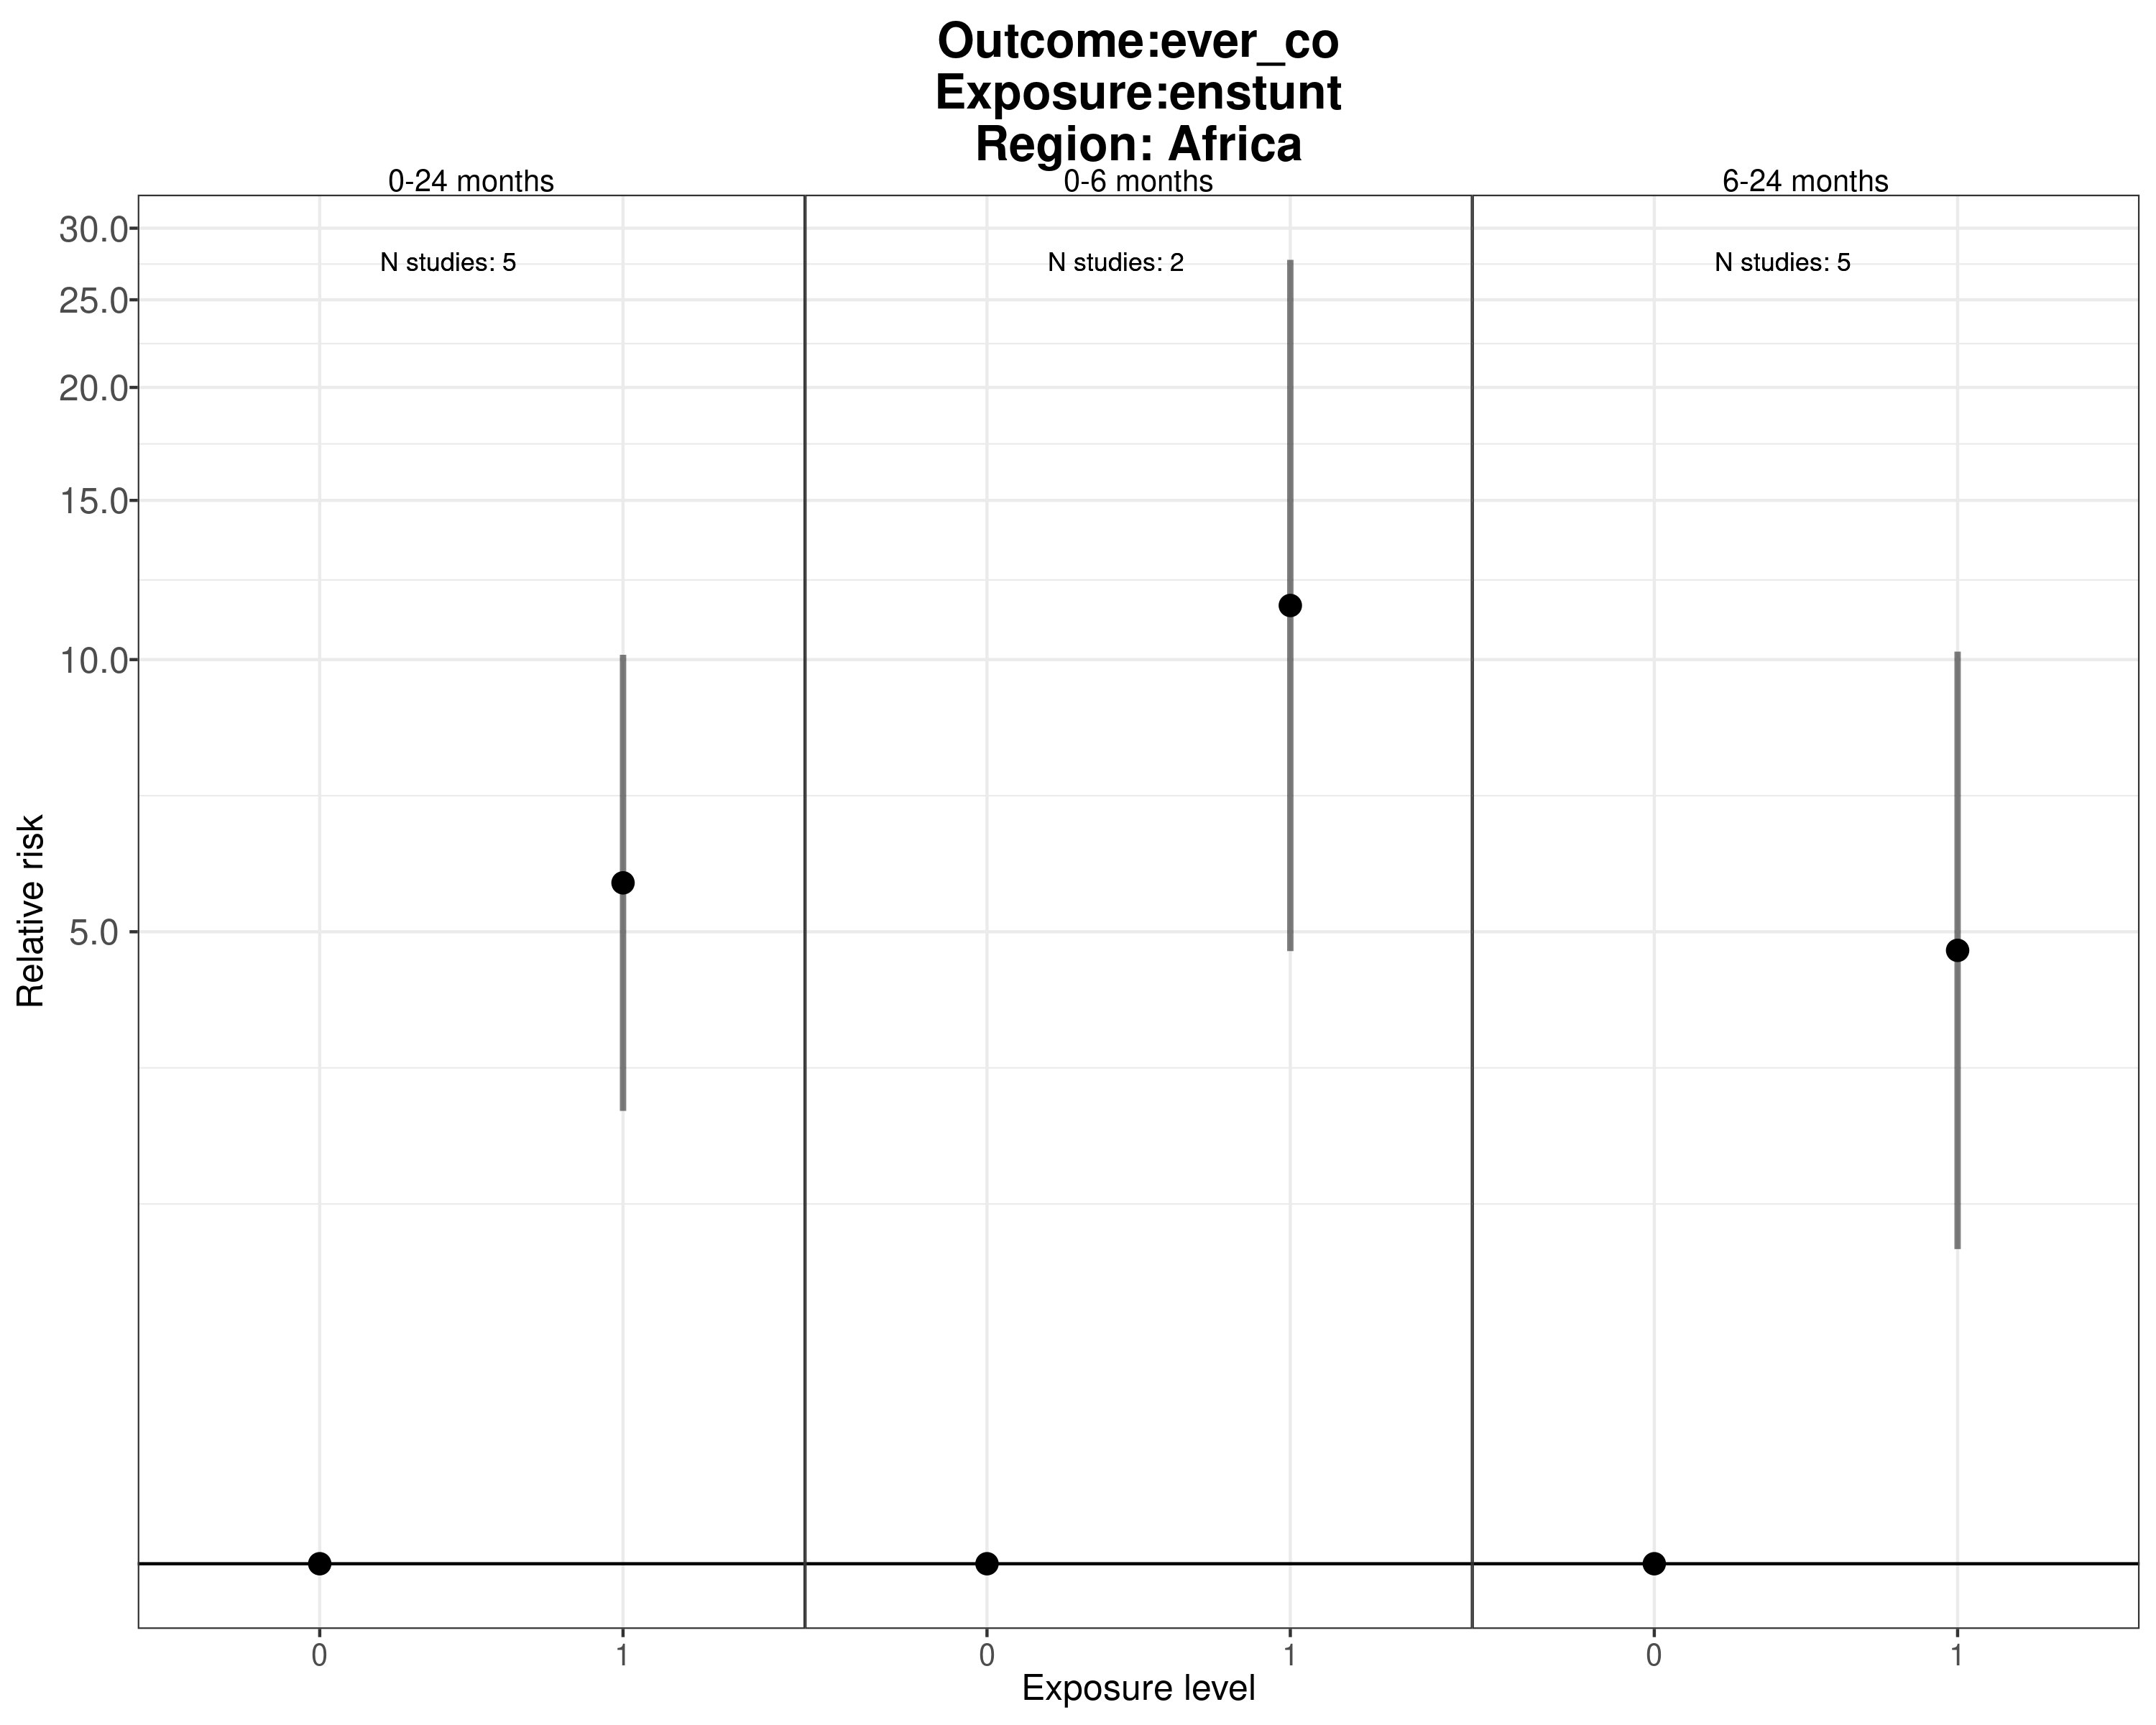 Outcome:ever_co
Exposure:enstunt
Region: Africa
0-24 months
0-6 months
6-24 months
N studies: 5
N studies: 2
N studies: 5
30.0
25.0
20.0
15.0
10.0
5.0
Relative risk
0
1
0
1
0
1
Exposure level